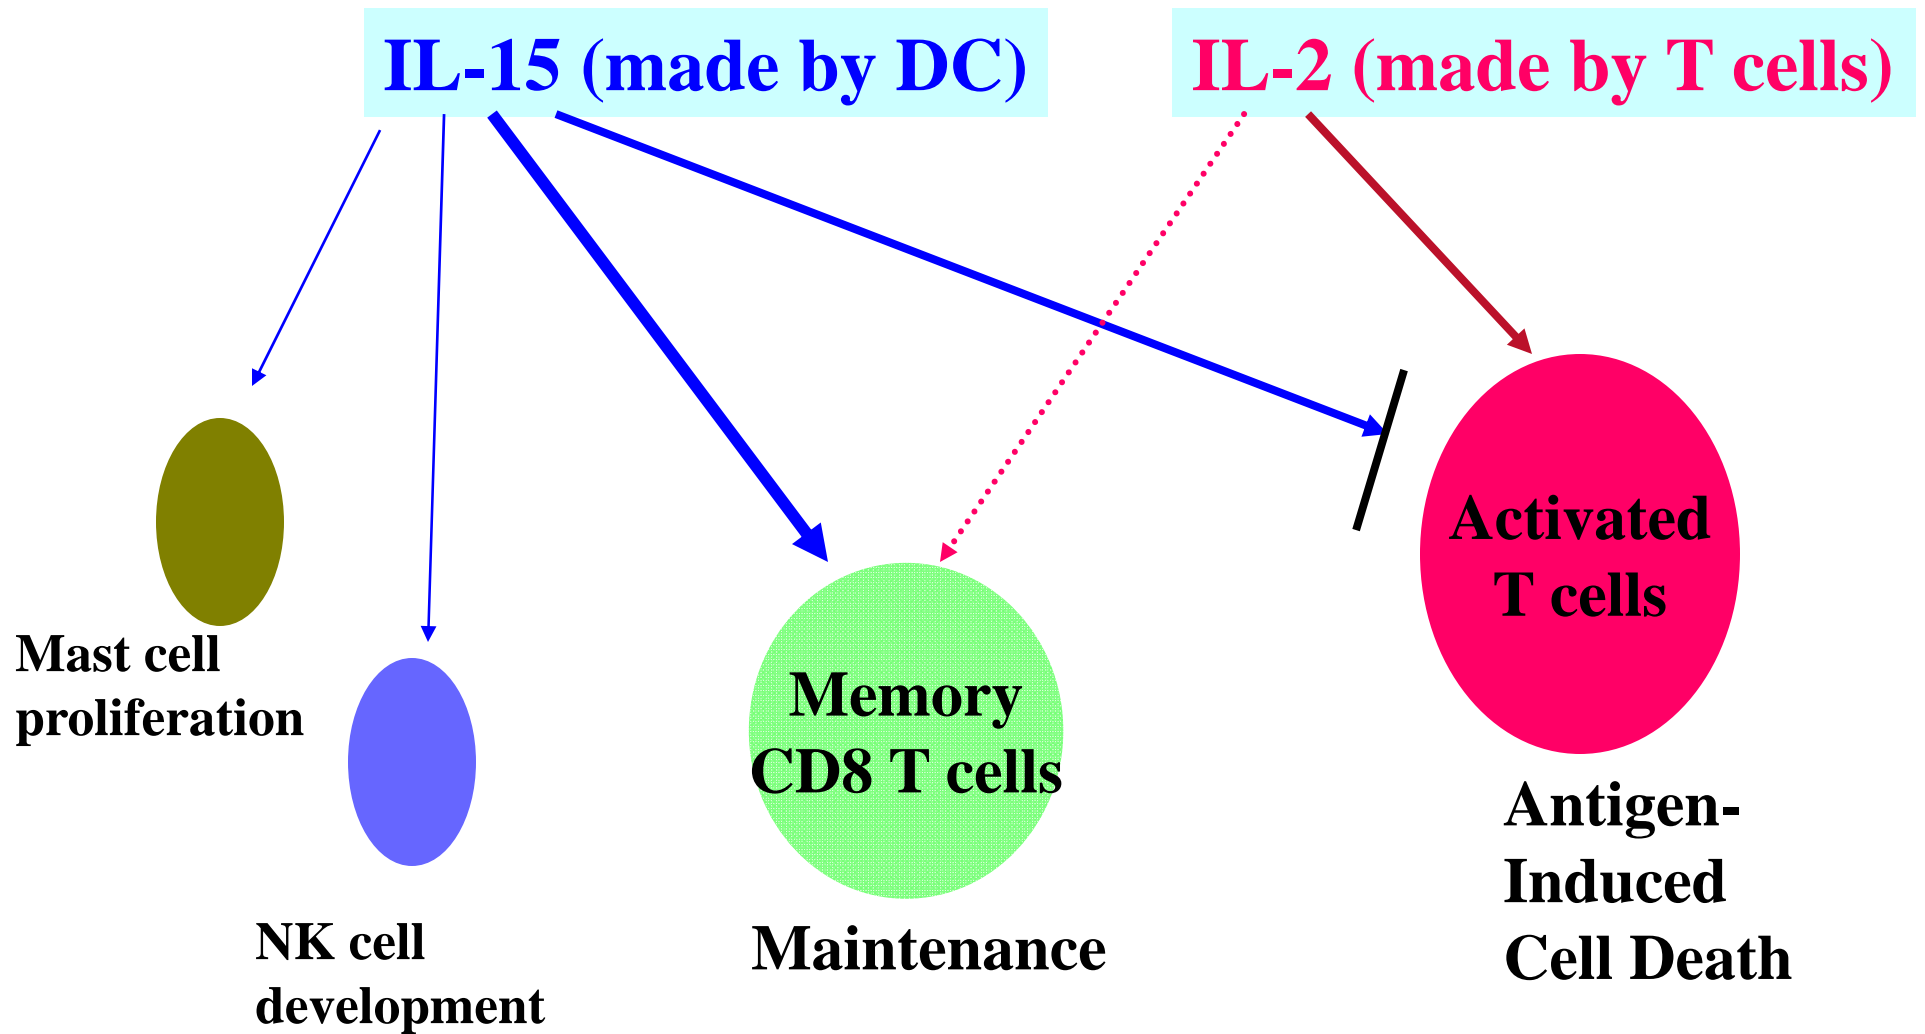 IL-15 (made by DC)
IL-2 (made by T cells)
Mast cell
proliferation
NK cell
development
Memory
CD8 T cells
Maintenance
Activated
T cells
Antigen-
Induced
Cell Death